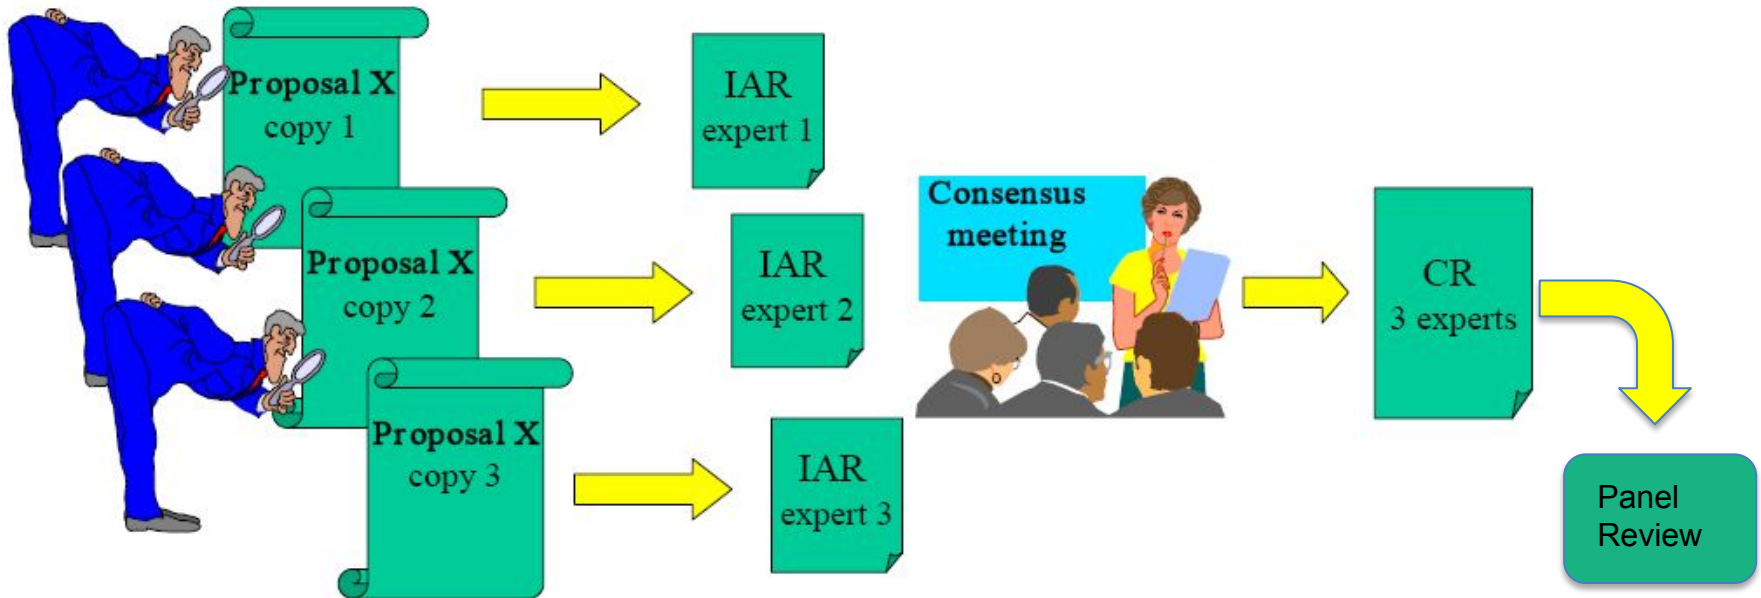 Proposal X
copy 1
IAR
expert 1
Proposal X
copy 2
IAR
expert 2
Proposal X
copy 3
IAR
expert 3
Consensus
meeting
CR
3 experts
Panel
Review